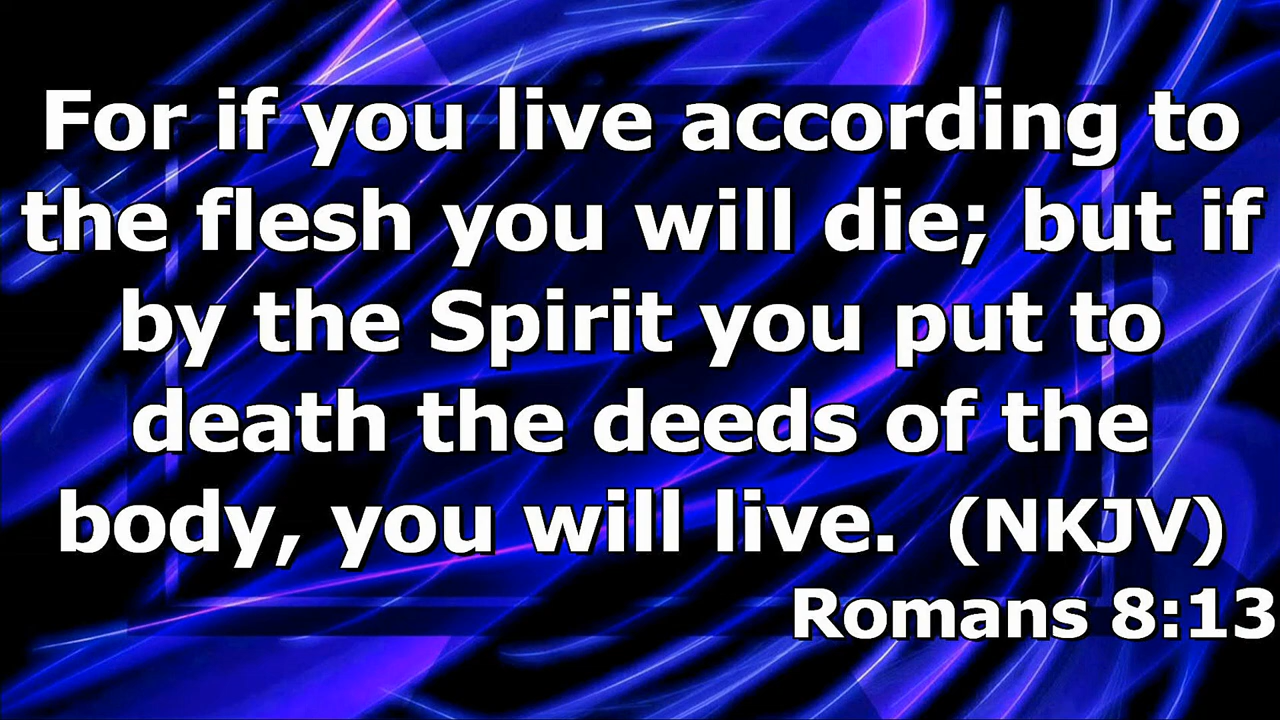 For if you live according to
the flesh you will die; but if
by the Spirit you put to
death the deeds of the
body, you will live.  (NKJV)
Romans 8:13